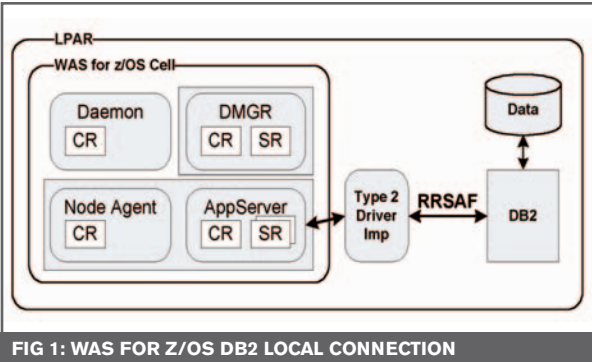 LPAR
WAS for z/OS Cell
Daemon
CR
DMGR
CR SR
Node Agent
CR
AppServer
CR SR
Type 2
Driver
Imp
RRSAF
Data
DB2
FIG 1: WAS FOR Z/OS DB2 LOCAL CONNECTION